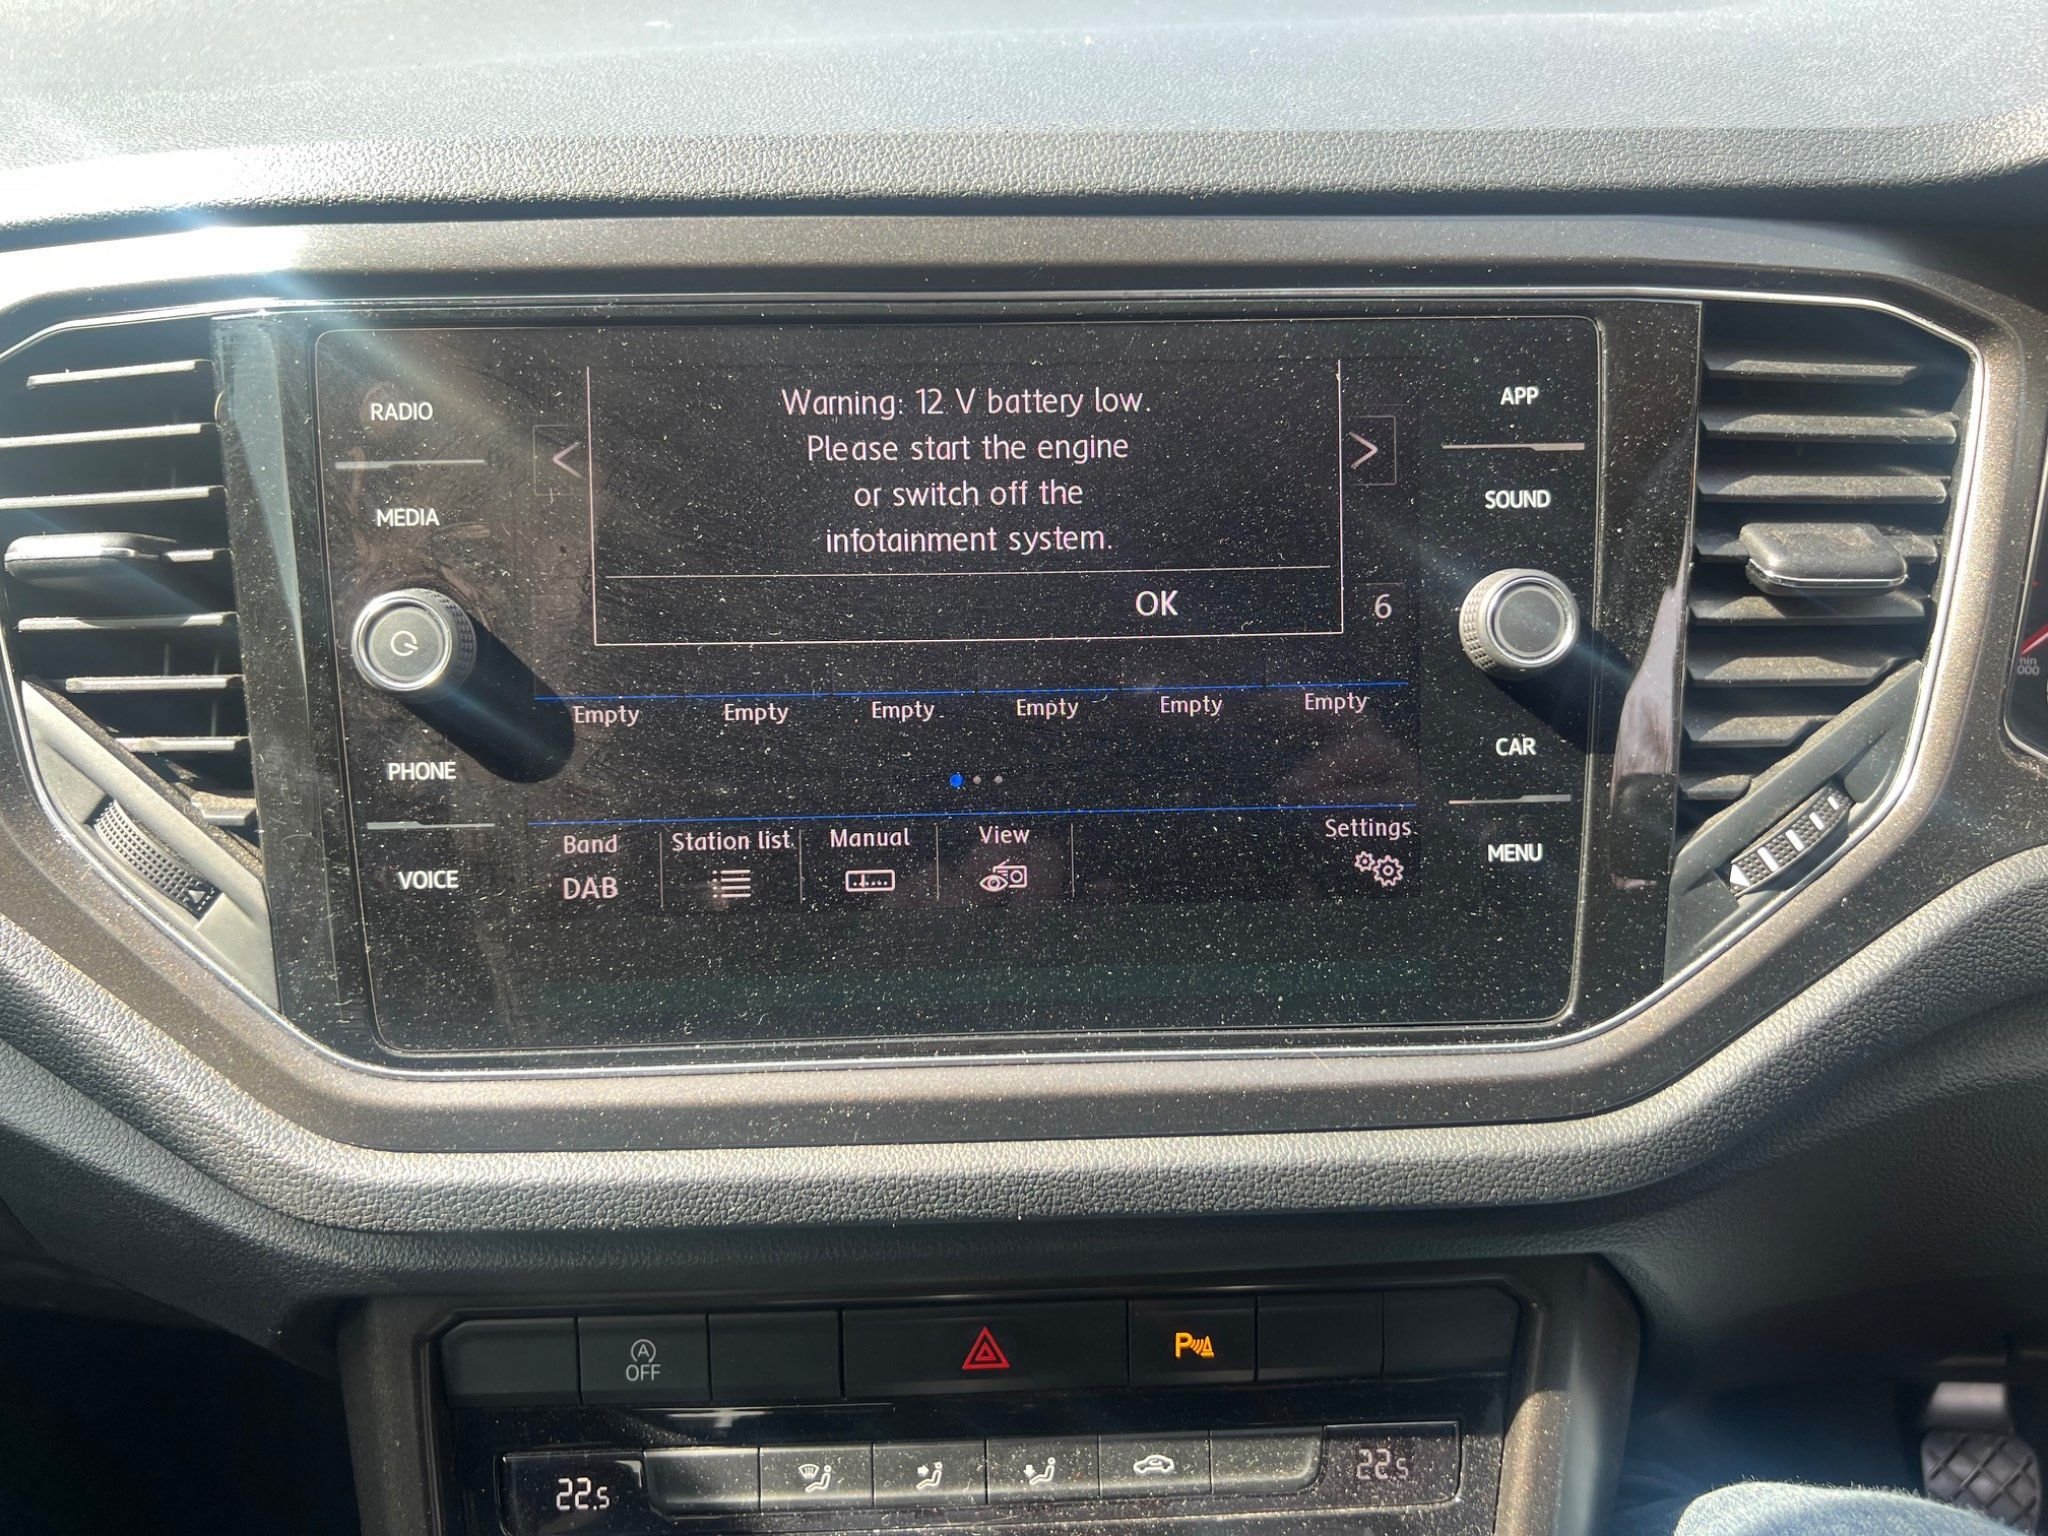 RADIO
MEDIA
PHONE
VOICE
Warning: 12 V battery low.
Please start the engine
or switch off the
infotainment system.
OK
<
>
6
Empty Empty Empty Empty Empty Empty
Band
DAB
Station list
Manual
View
Settings
APP
SOUND
CAR
MENU
A
OFF
P
22.5
22.5